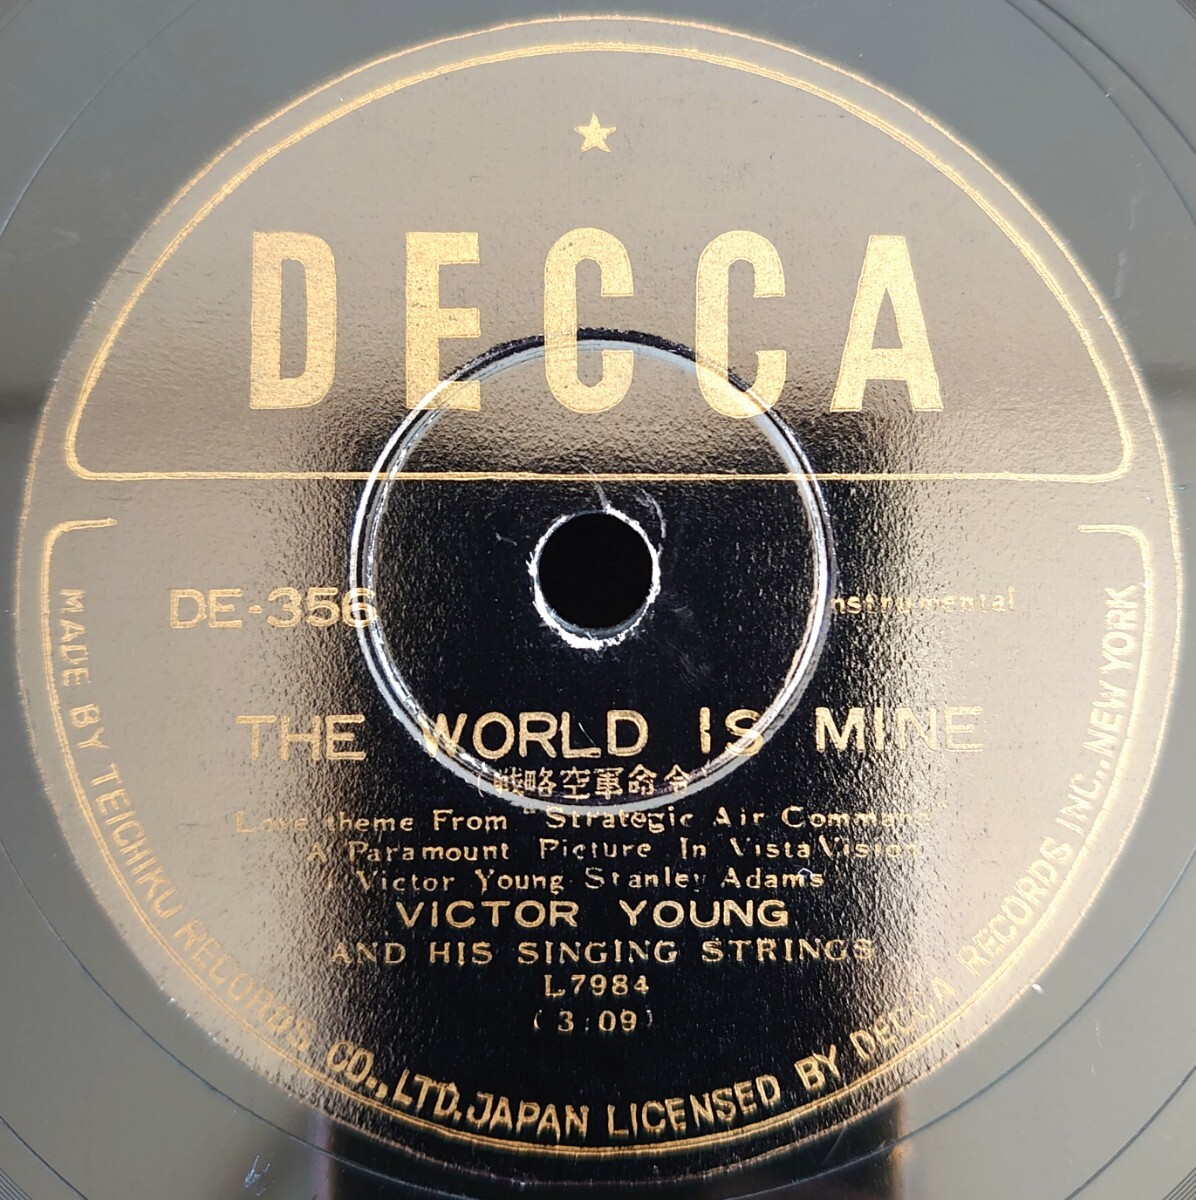 DECCA
DE-356
Instrumental
THE WORLD IS MINE
(戦略空軍命令)
Love theme From "Strategic Air Command"
A Paramount Picture In VistaVision
(Victor Young-Stanley Adams)
VICTOR YOUNG
AND HIS SINGING STRINGS
L 7984
(3:09)
MADE BY TEICHIKU RECORDS CO., LTD. JAPAN LICENSED BY DECCA RECORDS INC., NEW YORK